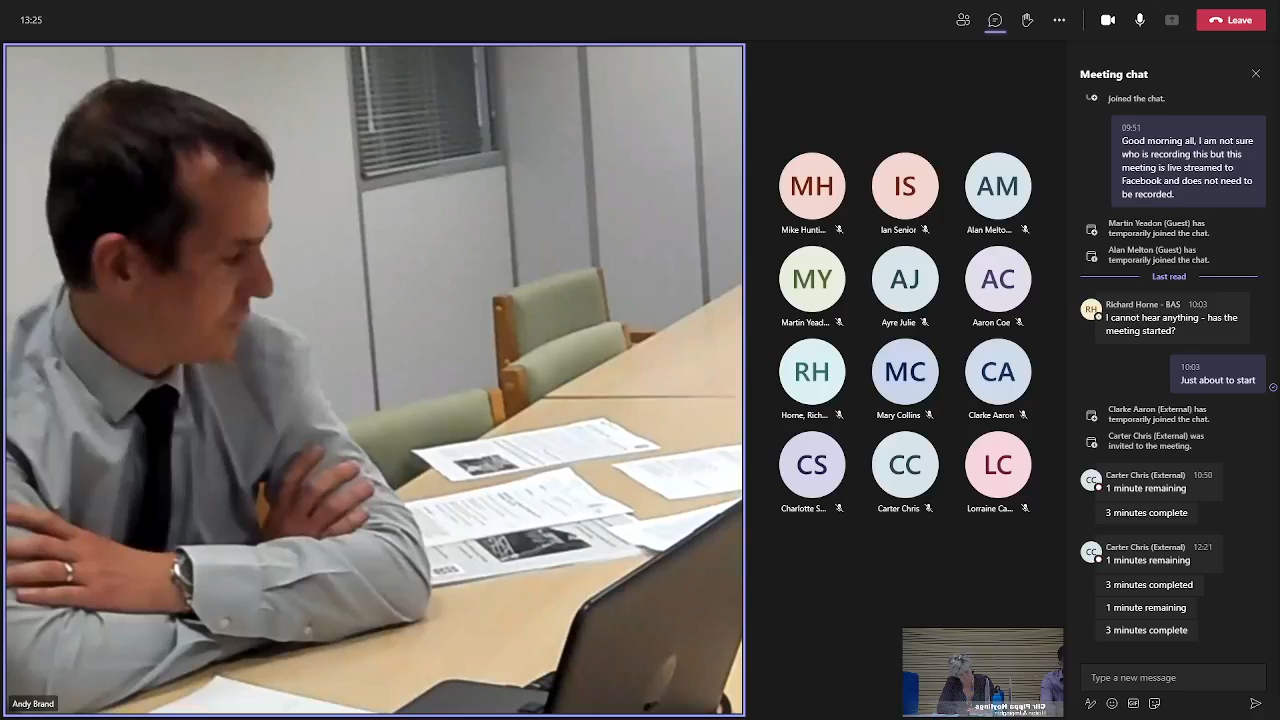 13:25
Leave
Andy Brand
MH
IS
AM
Mike Hunti...
Ian Senior
Alan Melto...
MY
AJ
AC
Martin Yead...
Ayre Julie
Aaron Coe
RH
MC
CA
Horne, Rich...
Mary Collins
Clarke Aaron
CS
CC
LC
Charlotte S...
Carter Chris
Lorraine Ca...
Meeting chat
joined the chat.
09:51
Good morning all, I am not sure
who is recording this but this
meeting is live streamed to
Facebook and does not need to
be recorded.
Martin Yeadon (Guest) has
temporarily joined the chat.
Alan Melton (Guest) has
temporarily joined the chat.
Last read
RH
Richard Horne - BAS 10:03
I cannot hear anything - has the
meeting started?
10:03
Just about to start
Clarke Aaron (External) has
temporarily joined the chat.
Carter Chris (External) was
invited to the meeting.
CC
Carter Chris (External) 10:50
1 minute remaining
3 minutes complete
CC
Carter Chris (External) 12:21
1 minutes remaining
3 minutes completed
1 minute remaining
3 minutes complete
Type a new message